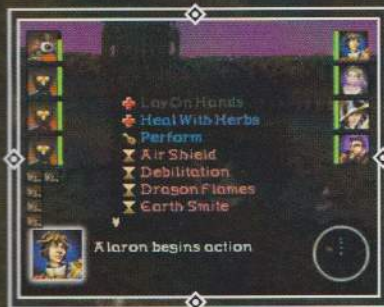 Lay On Hands
Heal With Herbs
Perform
Air Shield
Debilitation
Dragon Flames
Earth Smite
Alaron begins action